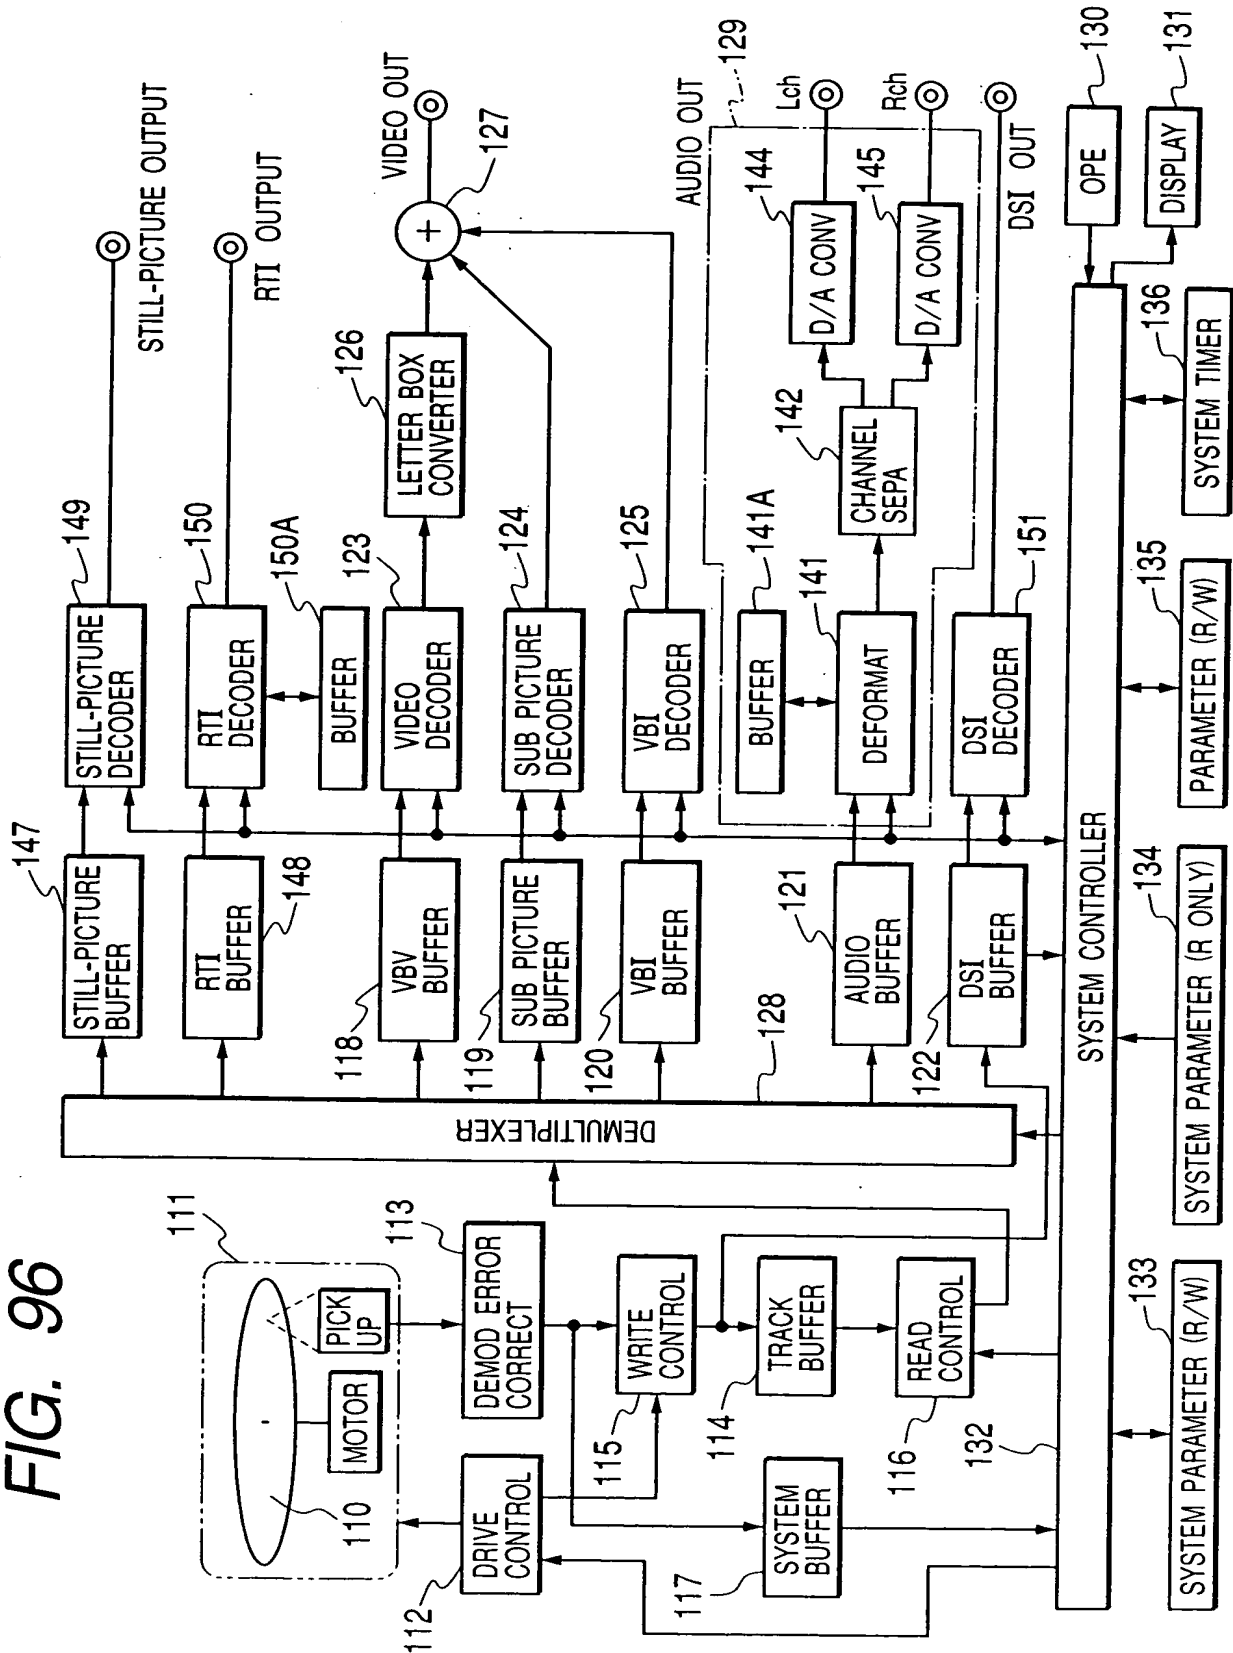 FIG. 96
111
110
MOTOR
PICK
UP
112
DRIVE
CONTROL
113
DEMOD ERROR
CORRECT
115
WRITE
CONTROL
117
SYSTEM
BUFFER
114
TRACK
BUFFER
116
READ
CONTROL
132
SYSTEM CONTROLLER
133
SYSTEM PARAMETER (R/W)
134
SYSTEM PARAMETER (R ONLY)
135
PARAMETER (R/W)
136
SYSTEM TIMER
128
DEMULTIPLEXER
147
STILL-PICTURE
BUFFER
148
RTI
BUFFER
118
VBV
BUFFER
119
SUB PICTURE
BUFFER
120
VBI
BUFFER
121
AUDIO
BUFFER
122
DSI
BUFFER
149
STILL-PICTURE
DECODER
150
RTI
DECODER
150A
BUFFER
123
VIDEO
DECODER
124
SUB PICTURE
DECODER
125
VBI
DECODER
141A
BUFFER
141
DEFORMAT
151
DSI
DECODER
126
LETTER BOX
CONVERTER
127
+
142
CHANNEL
SEPA
144
D/A CONV
145
D/A CONV
129
STILL-PICTURE OUTPUT
RTI OUTPUT
VIDEO OUT
AUDIO OUT
Lch
Rch
DSI OUT
130
OPE
131
DISPLAY